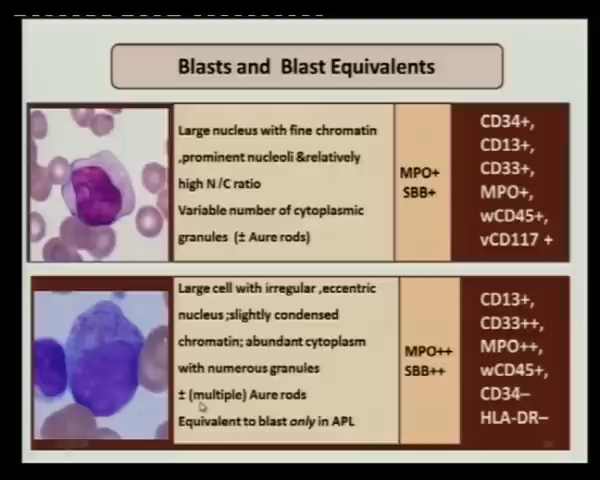 Blasts and Blast Equivalents
Large nucleus with fine chromatin
,prominent nucleoli &relatively
high N /C ratio
Variable number of cytoplasmic
granules (± Aure rods)
MPO+
SBB+
CD34+,
CD13+,
CD33+,
MPO+,
wCD45+,
vCD117 +
Large cell with irregular ,eccentric
nucleus ;slightly condensed
chromatin; abundant cytoplasm
with numerous granules
± (multiple) Aure rods
Equivalent to blast only in APL
MPO++
SBB++
CD13+,
CD33++,
MPO++,
wCD45+,
CD34–
HLA-DR–